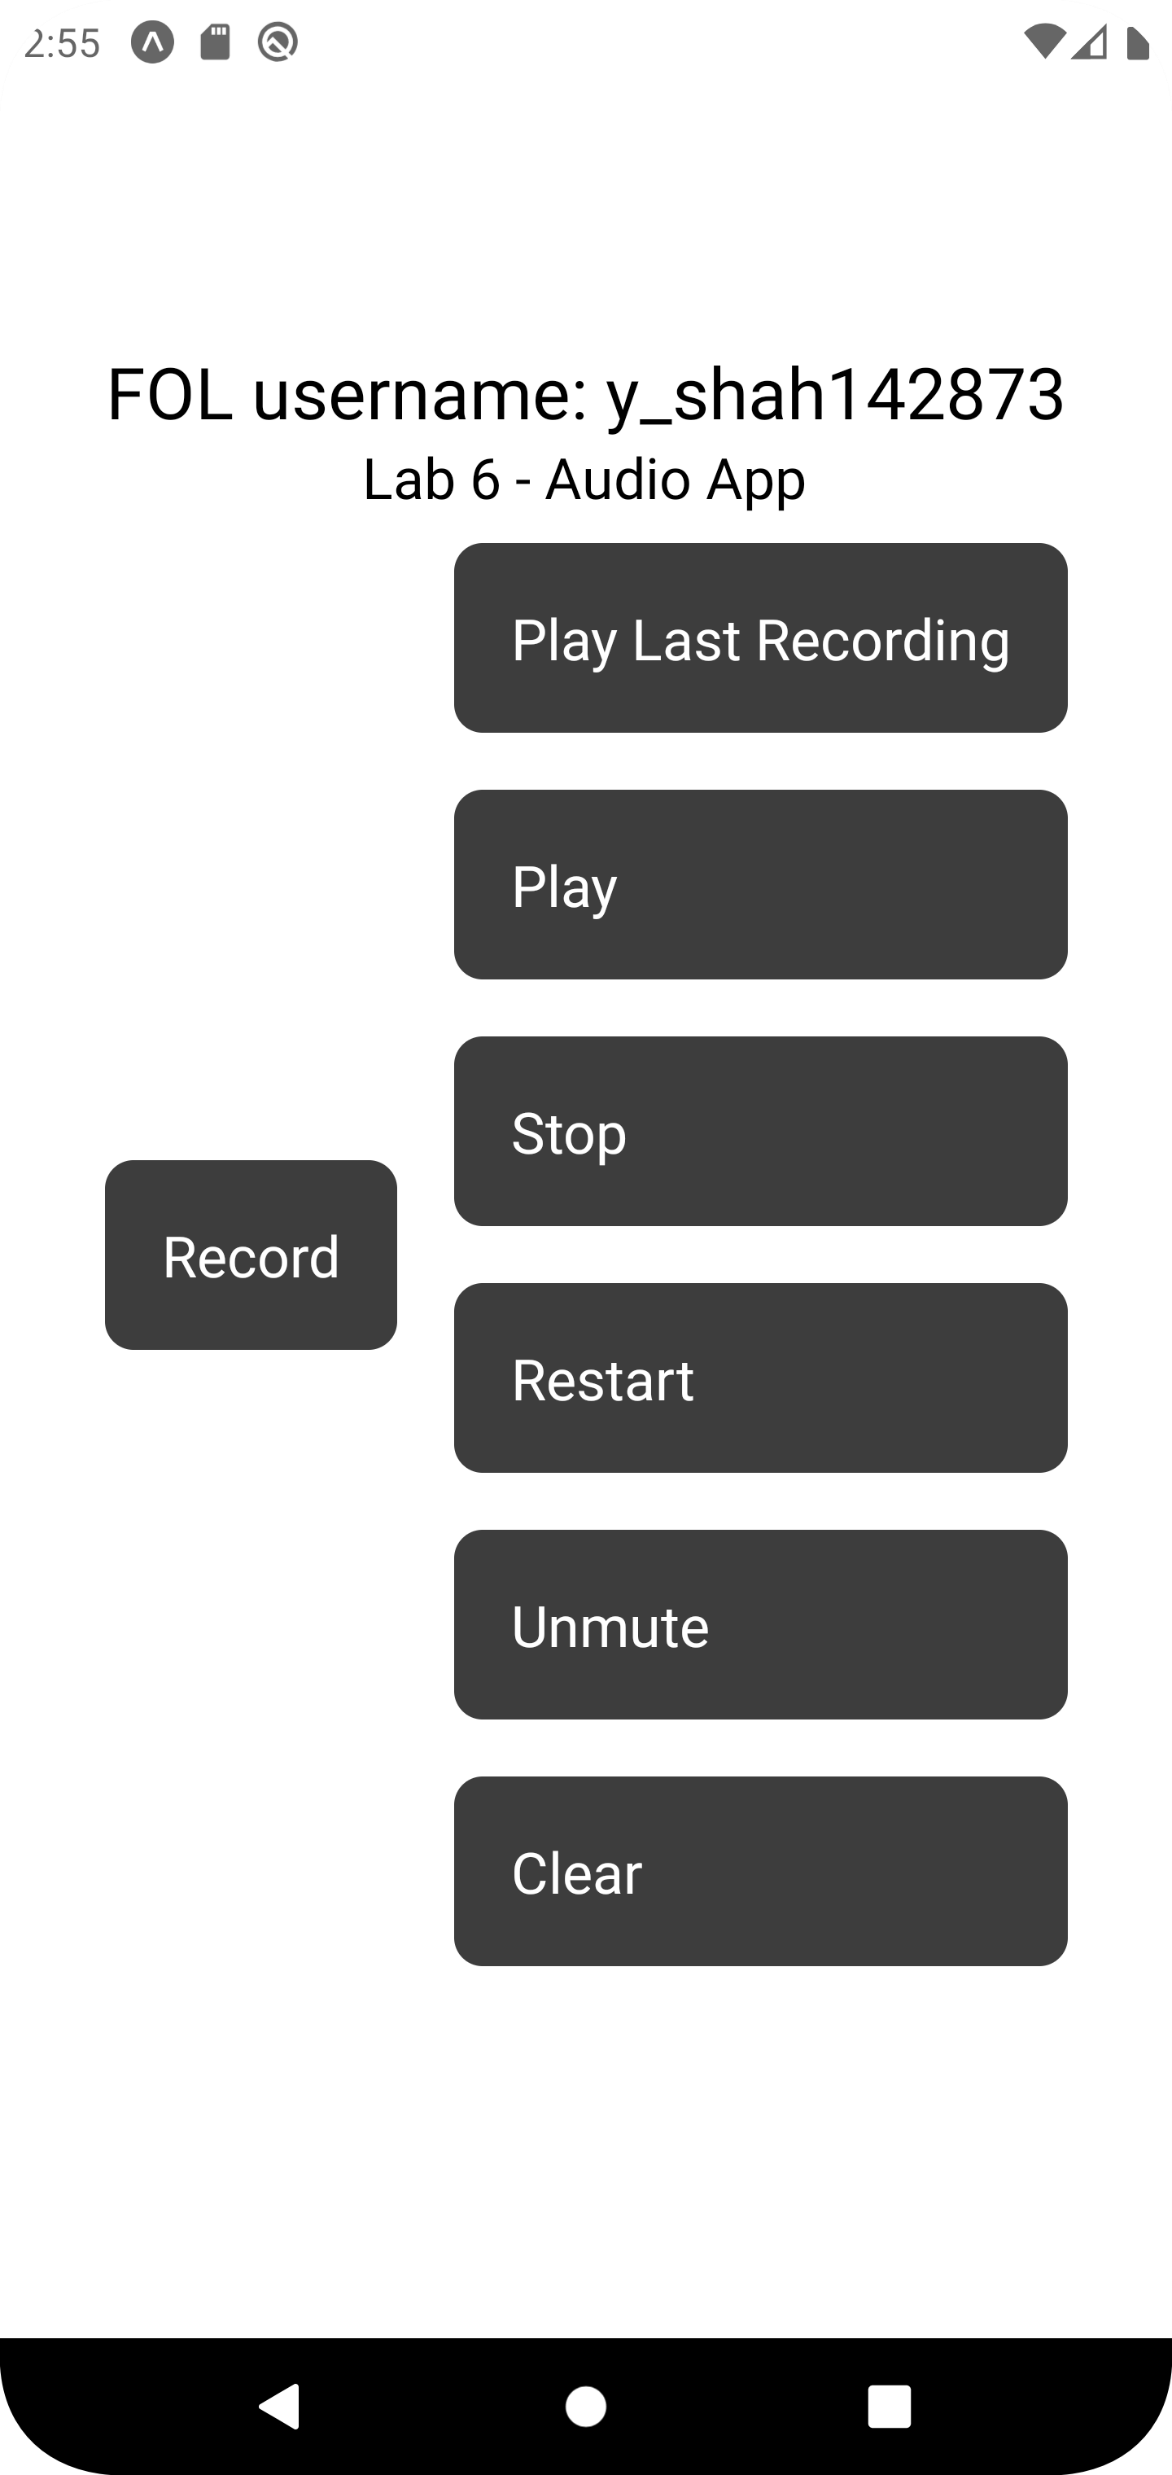 2:55
FOL username: y_shah142873
Lab 6 - Audio App
Play Last Recording
Play
Stop
Record
Restart
Unmute
Clear